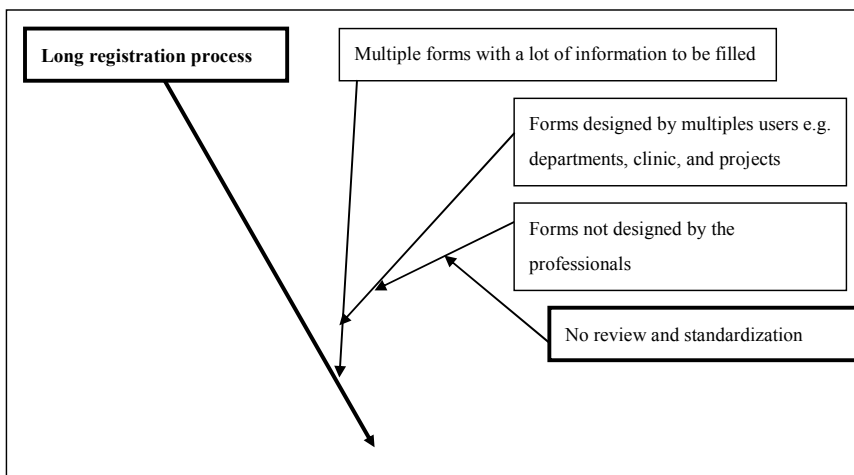 Long registration process
Multiple forms with a lot of information to be filled
Forms designed by multiples users e.g.
departments, clinic, and projects
Forms not designed by the
professionals
No review and standardization